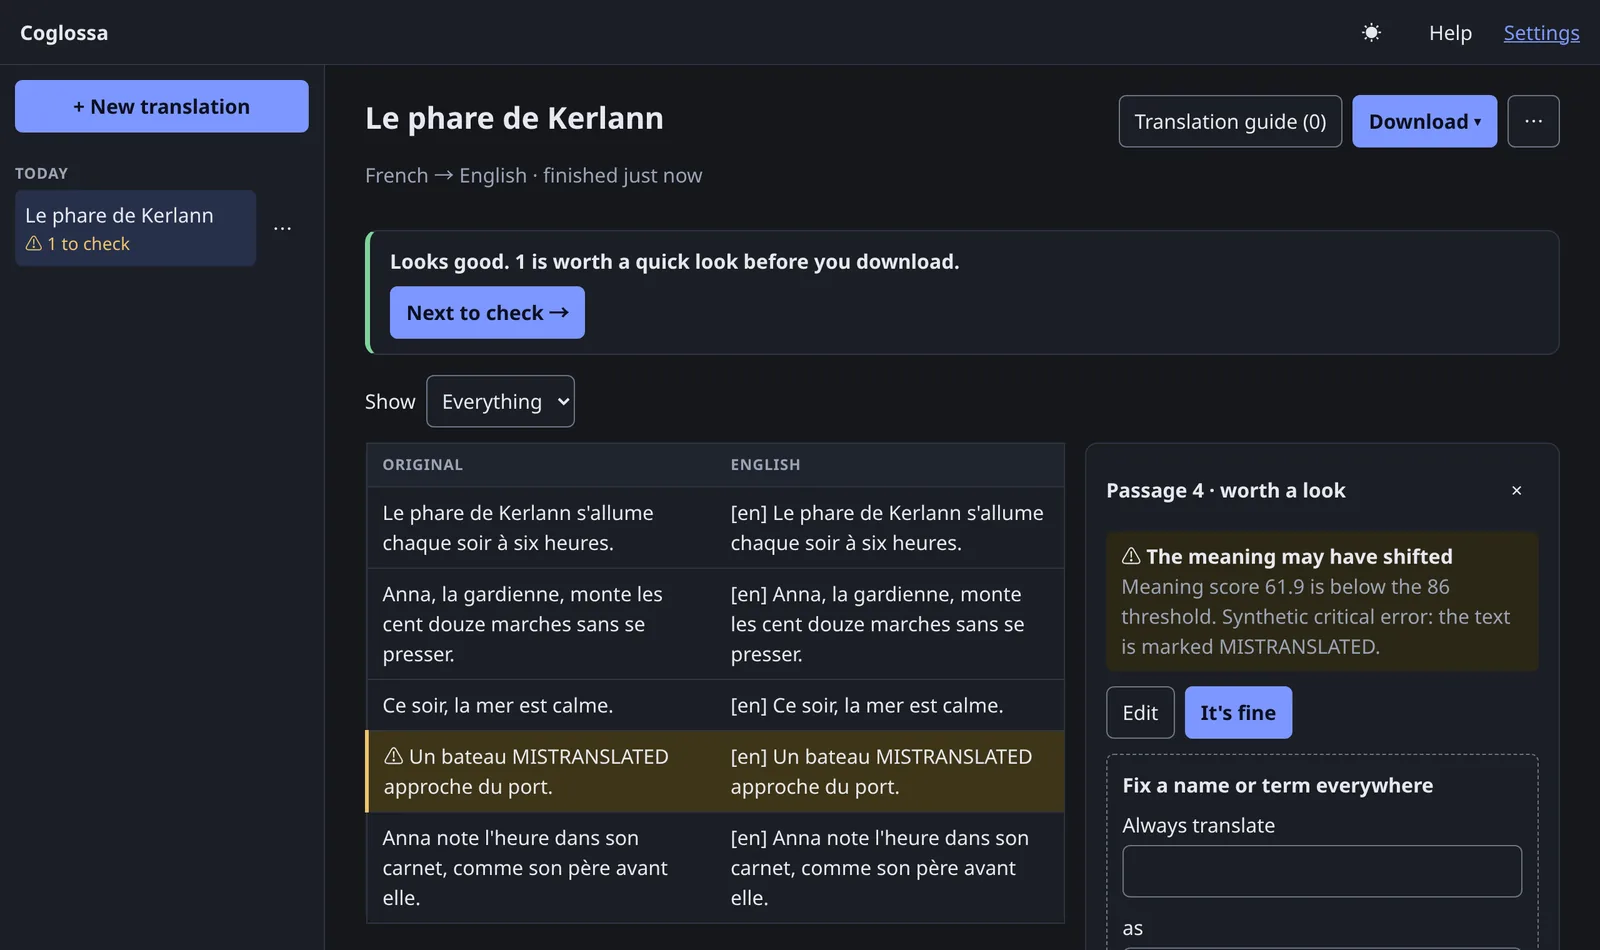 Coglossa
Help
Settings
+ New translation
TODAY
Le phare de Kerlann
⚠ 1 to check
...
Le phare de Kerlann
Translation guide (0)
Download ▾
...
French → English · finished just now
Looks good. 1 is worth a quick look before you download.
Next to check →
Show
Everything
ORIGINAL
ENGLISH
Le phare de Kerlann s'allume
chaque soir à six heures.
[en] Le phare de Kerlann s'allume
chaque soir à six heures.
Anna, la gardienne, monte les
cent douze marches sans se
presser.
[en] Anna, la gardienne, monte
les cent douze marches sans se
presser.
Ce soir, la mer est calme.
[en] Ce soir, la mer est calme.
⚠ Un bateau MISTRANSLATED
approche du port.
[en] Un bateau MISTRANSLATED
approche du port.
Anna note l'heure dans son
carnet, comme son père avant
elle.
[en] Anna note l'heure dans son
carnet, comme son père avant
elle.
Passage 4 · worth a look
×
⚠ The meaning may have shifted
Meaning score 61.9 is below the 86
threshold. Synthetic critical error: the text
is marked MISTRANSLATED.
Edit
It's fine
Fix a name or term everywhere
Always translate
as